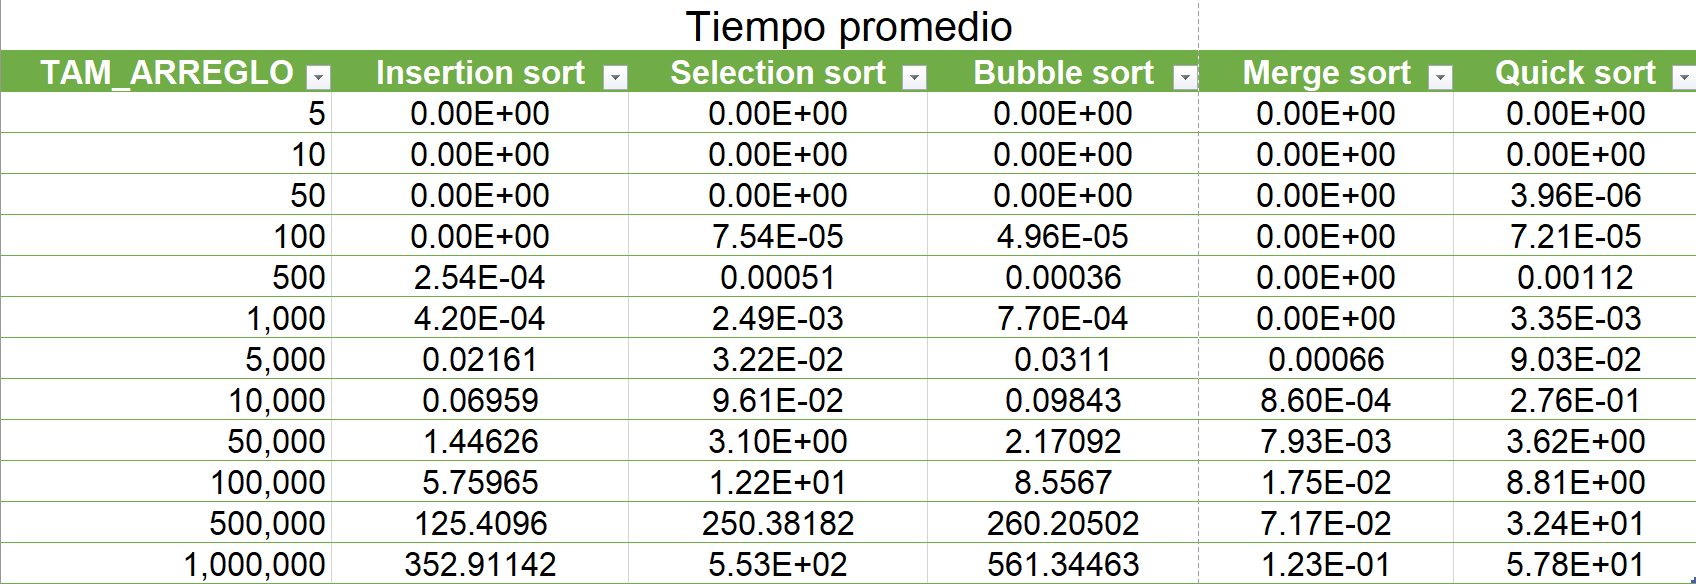 Tiempo promedio
TAM_ARREGLO Insertion sort Selection sort Bubble sort Merge sort Quick sort
5 0.00E+00 0.00E+00 0.00E+00 0.00E+00 0.00E+00
10 0.00E+00 0.00E+00 0.00E+00 0.00E+00 0.00E+00
50 0.00E+00 0.00E+00 0.00E+00 0.00E+00 3.96E-06
100 0.00E+00 7.54E-05 4.96E-05 0.00E+00 7.21E-05
500 2.54E-04 0.00051 0.00036 0.00E+00 0.00112
1,000 4.20E-04 2.49E-03 7.70E-04 0.00E+00 3.35E-03
5,000 0.02161 3.22E-02 0.0311 0.00066 9.03E-02
10,000 0.06959 9.61E-02 0.09843 8.60E-04 2.76E-01
50,000 1.44626 3.10E+00 2.17092 7.93E-03 3.62E+00
100,000 5.75965 1.22E+01 8.5567 1.75E-02 8.81E+00
500,000 125.4096 250.38182 260.20502 7.17E-02 3.24E+01
1,000,000 352.91142 5.53E+02 561.34463 1.23E-01 5.78E+01